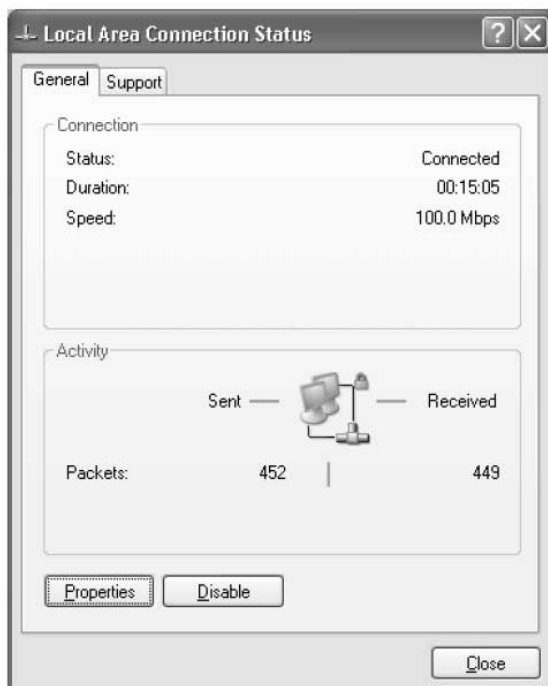 Local Area Connection Status
General Support
Connection
Status: Connected
Duration: 00:15:05
Speed: 100.0 Mbps
Activity
Sent Received
Packets: 452 449
Properties Disable
Close